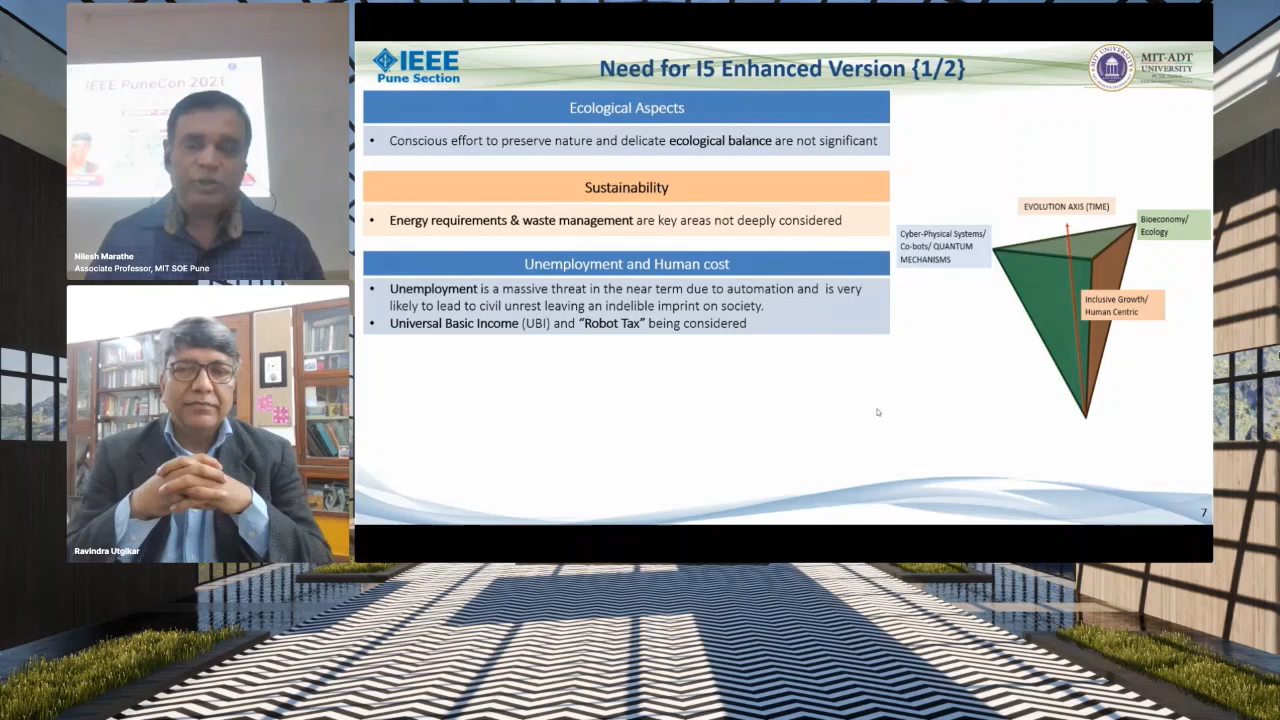 IEEE PuneCon 2021
Nilesh Marathe
Associate Professor, MIT SOE Pune
Ravindra Utgikar
IEEE
Pune Section
Need for I5 Enhanced Version {1/2}
MIT-ADT
UNIVERSITY
Ecological Aspects
• Conscious effort to preserve nature and delicate ecological balance are not significant
Sustainability
• Energy requirements & waste management are key areas not deeply considered
Unemployment and Human cost
• Unemployment is a massive threat in the near term due to automation and is very
likely to lead to civil unrest leaving an indelible imprint on society.
• Universal Basic Income (UBI) and “Robot Tax” being considered
EVOLUTION AXIS (TIME)
Bioeconomy/
Ecology
Cyber-Physical Systems/
Co-bots/ QUANTUM
MECHANISMS
Inclusive Growth/
Human Centric
7